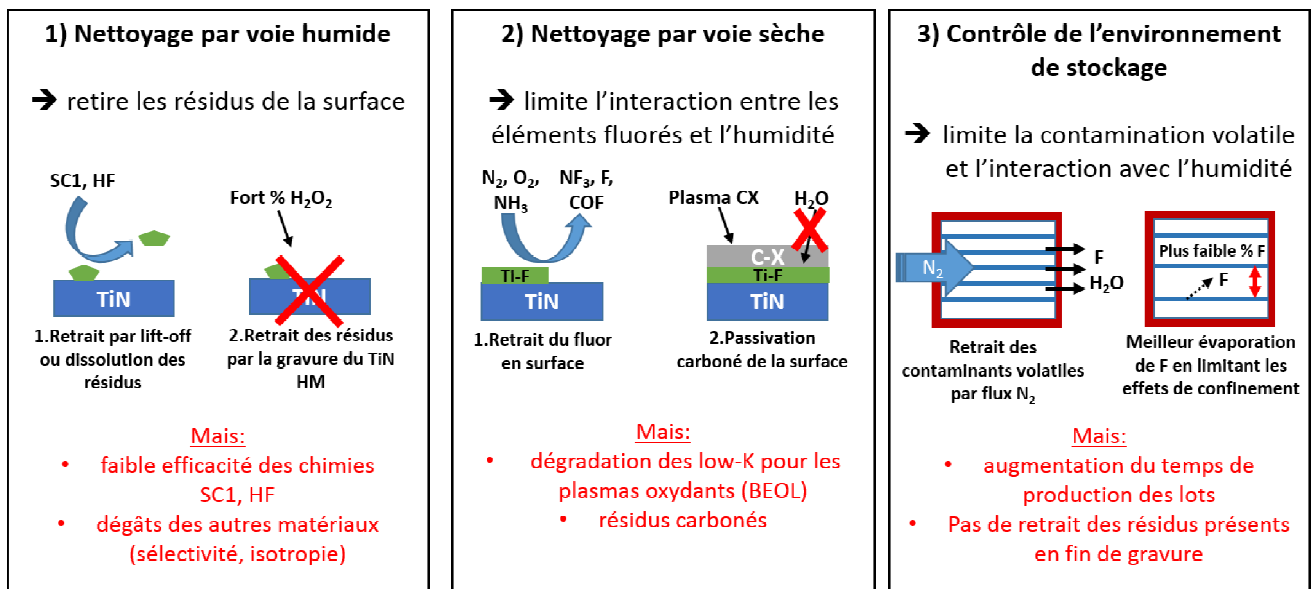 1) Nettoyage par voie humide
➔ retire les résidus de la surface
SC1, HF
Fort % H₂O₂
TiN
TiN
1.Retrait par lift-off
ou dissolution des
résidus
2.Retrait des résidus
par la gravure du TiN
HM
Mais:
• faible efficacité des chimies
SC1, HF
• dégâts des autres matériaux
(sélectivité, isotropie)
2) Nettoyage par voie sèche
➔ limite l’interaction entre les
éléments fluorés et l’humidité
N₂, O₂,
NH₃
NF₃, F,
COF
Plasma CX
H₂O
C-X
TI-F
Ti-F
TiN
TiN
1.Retrait du fluor
en surface
2.Passivation
carboné de la surface
Mais:
• dégradation des low-K pour les
plasmas oxydants (BEOL)
• résidus carbonés
3) Contrôle de l’environnement
de stockage
➔ limite la contamination volatile
et l’interaction avec l’humidité
N₂
F
H₂O
Plus faible % F
F
Retrait des
contaminants volatiles
par flux N₂
Meilleur évaporation
de F en limitant les
effets de confinement
Mais:
• augmentation du temps de
production des lots
• Pas de retrait des résidus présents
en fin de gravure